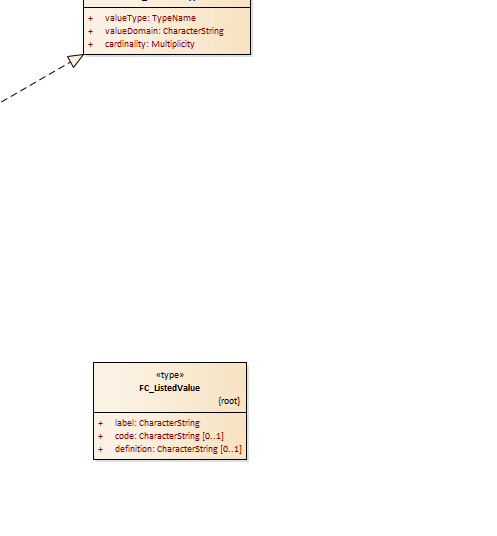 + valueType: TypeName
+ valueDomain: CharacterString
+ cardinality: Multiplicity
«type»
FC_ListedValue
{root}
+ label: CharacterString
+ code: CharacterString [0..1]
+ definition: CharacterString [0..1]